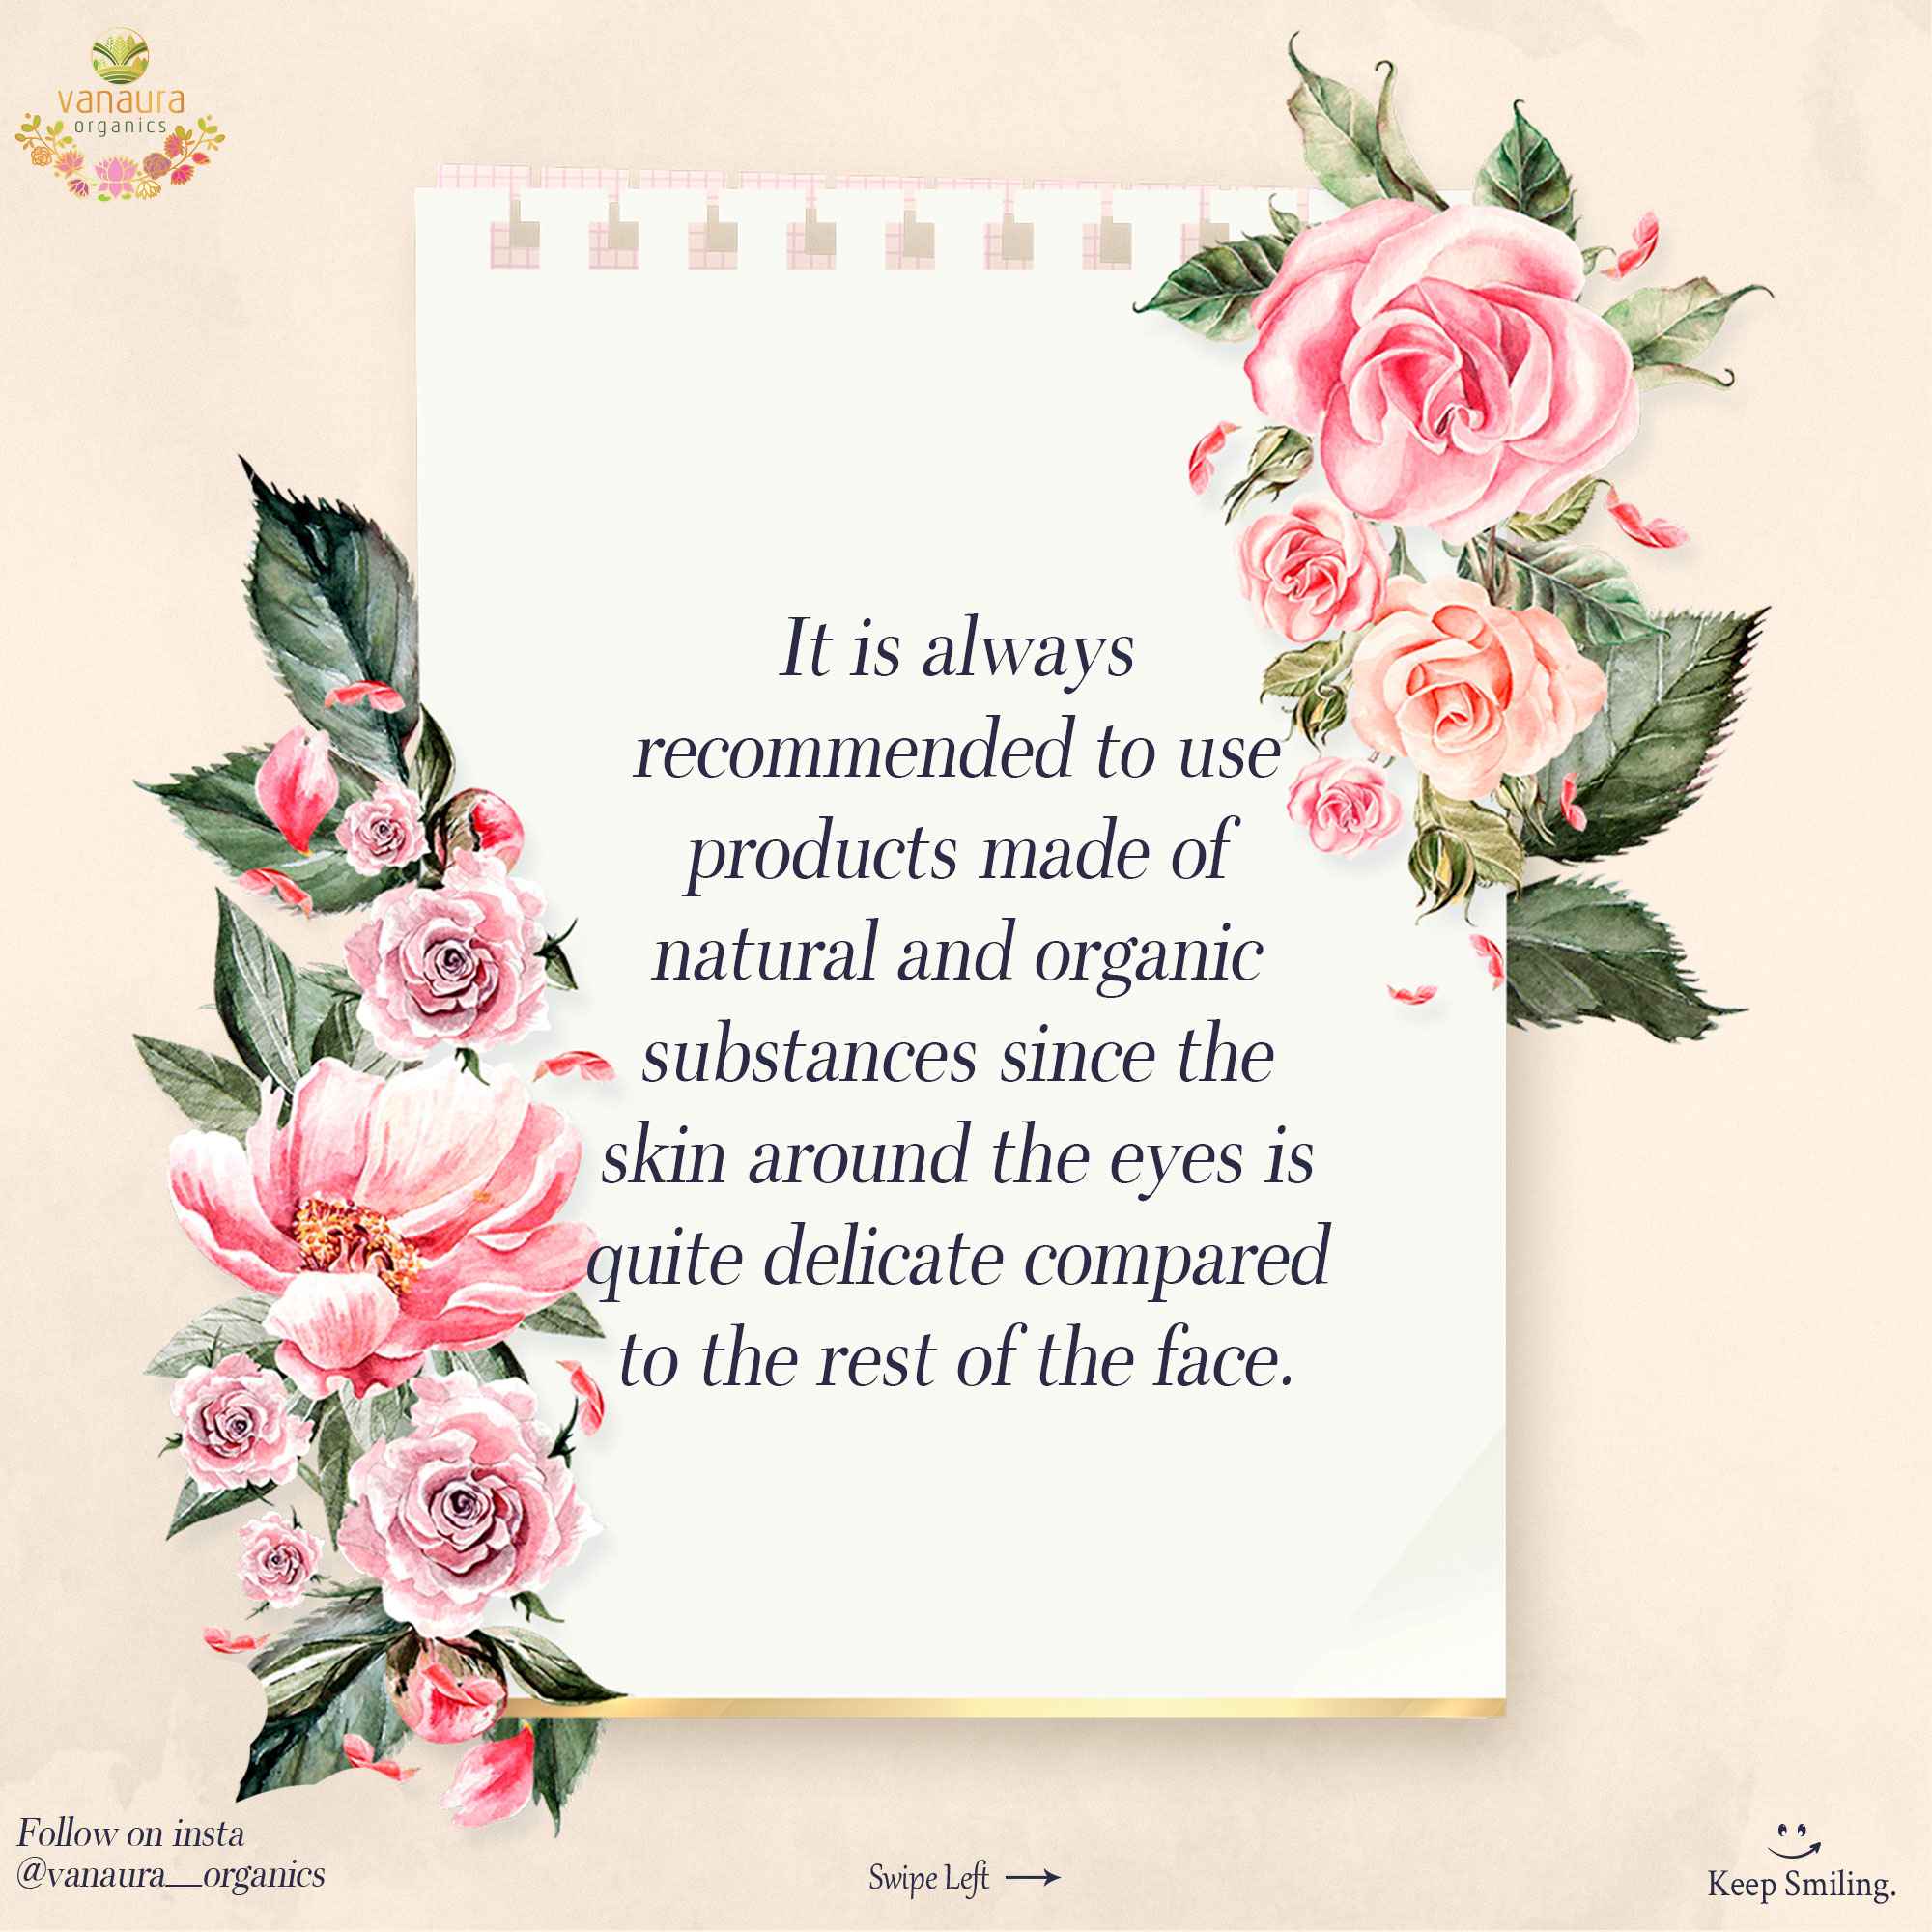 vanaura
organics
It is always
recommended to use
products made of
natural and organic
substances since the
skin around the eyes is
quite delicate compared
to the rest of the face.
Follow on insta
@vanaura__organics
Swipe Left
Keep Smiling.